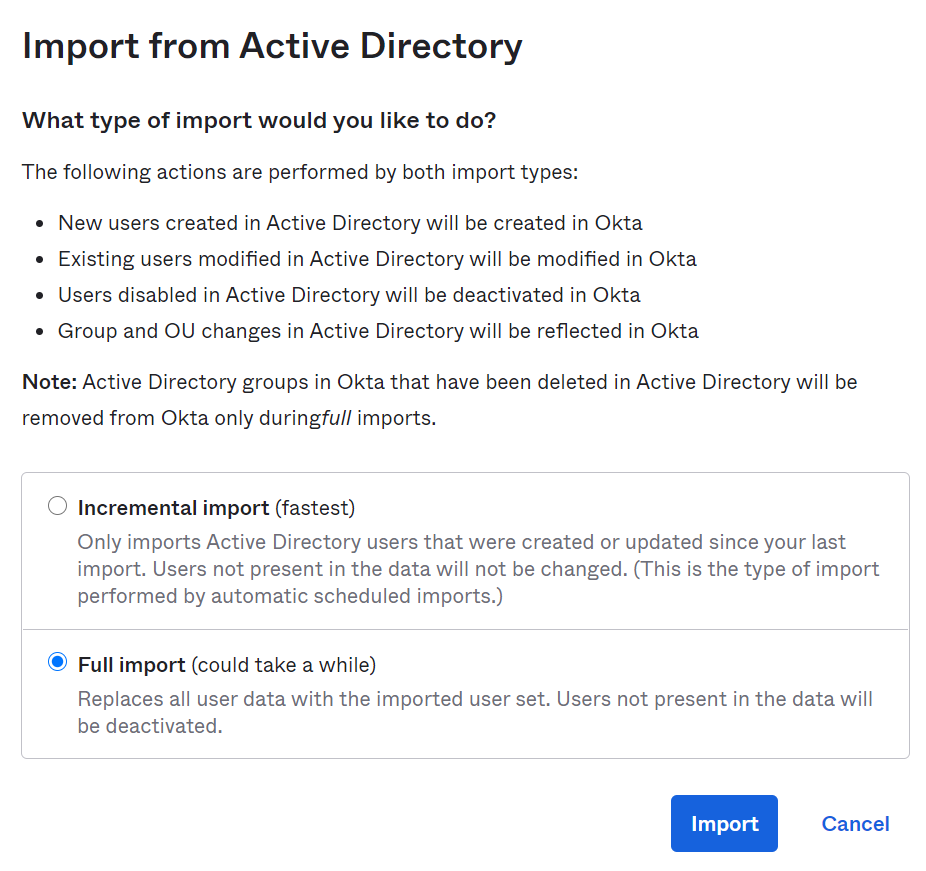 Import from Active Directory
What type of import would you like to do?
The following actions are performed by both import types:
New users created in Active Directory will be created in Okta
Existing users modified in Active Directory will be modified in Okta
Users disabled in Active Directory will be deactivated in Okta
Group and OU changes in Active Directory will be reflected in Okta
Note: Active Directory groups in Okta that have been deleted in Active Directory will be
removed from Okta only duringfull imports.
Incremental import (fastest)
Only imports Active Directory users that were created or updated since your last
import. Users not present in the data will not be changed. (This is the type of import
performed by automatic scheduled imports.)
Full import (could take a while)
Replaces all user data with the imported user set. Users not present in the data will
be deactivated.
Import Cancel